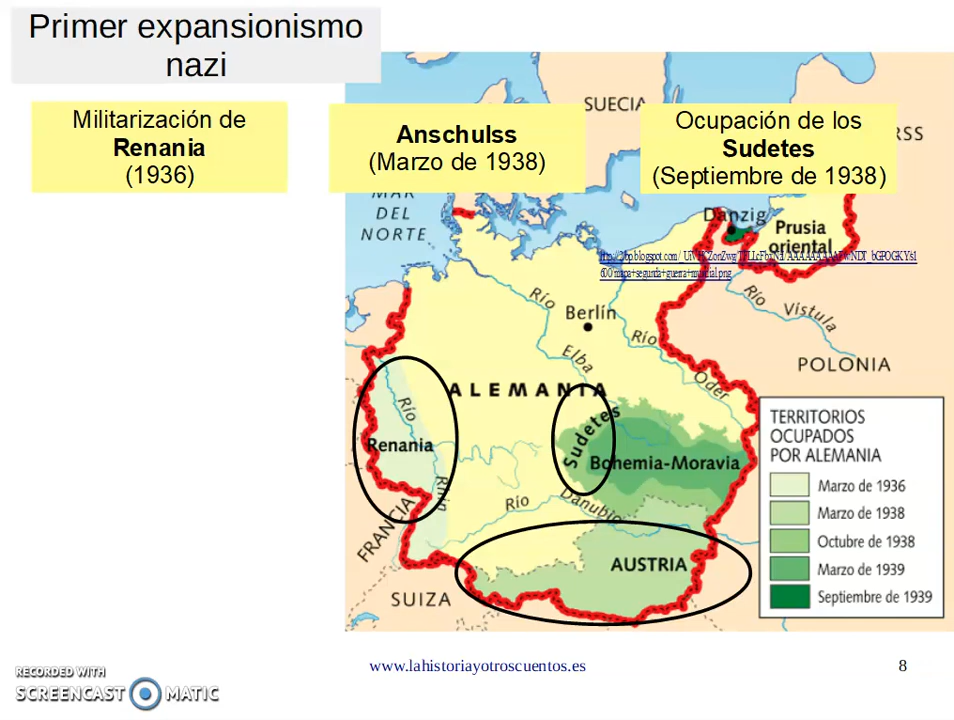 Primer expansionismo
nazi
Militarización de
Renania
(1936)
Anschulss
(Marzo de 1938)
Ocupación de los
Sudetes
(Septiembre de 1938)
SUECIA
RSS
MAR
DEL
NORTE
Danzig
Prusia
oriental
Río
Vístula
POLONIA
Río
Elba
Berlín
Río
Oder
ALEMANIA
Río
Rhin
Renania
Sudetes
Bohemia-Moravia
Río
Danubio
FRANCIA
AUSTRIA
SUIZA
TERRITORIOS
OCUPADOS
POR ALEMANIA
Marzo de 1936
Marzo de 1938
Octubre de 1938
Marzo de 1939
Septiembre de 1939
RECORDED WITH
SCREENCAST MATIC
www.lahistoriayotroscuentos.es
8